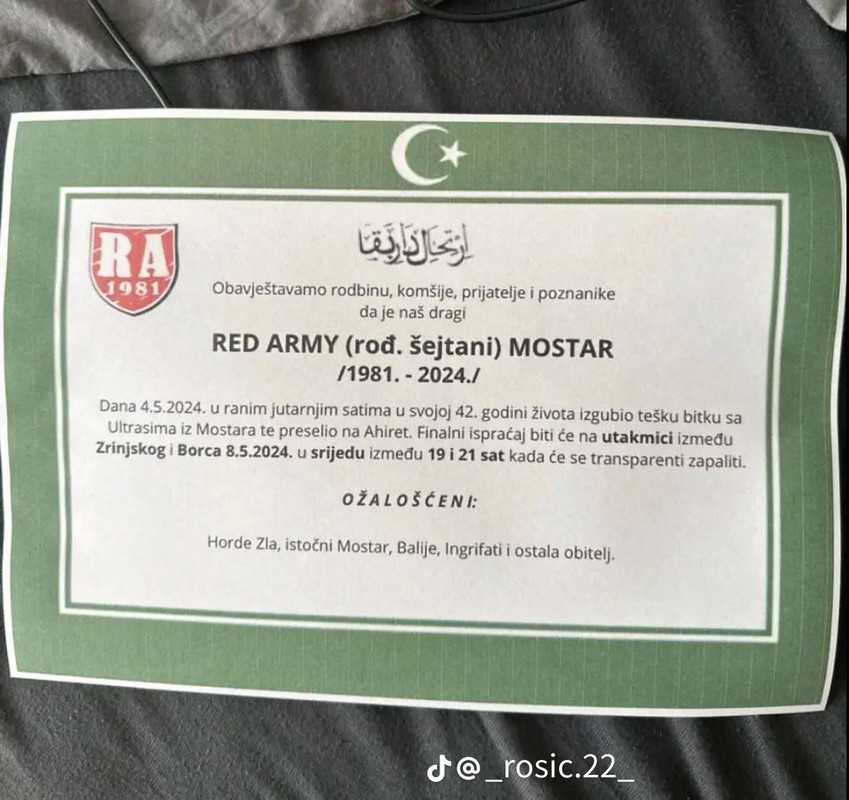 RA
1981
إرتحال دار بقا
Obavještavamo rodbinu, komšije, prijatelje i poznanike
da je naš dragi
RED ARMY (rođ. šejtani) MOSTAR
/1981. - 2024./
Dana 4.5.2024. u ranim jutarnjim satima u svojoj 42. godini života izgubio tešku bitku sa
Ultrasima iz Mostara te preselio na Ahiret. Finalni ispraćaj biti će na utakmici između
Zrinjskog i Borca 8.5.2024. u srijedu između 19 i 21 sat kada će se transparenti zapaliti.
OŽALOŠĆENI:
Horde Zla, istočni Mostar, Balije, Ingrifati i ostala obitelj.
@_rosic.22_